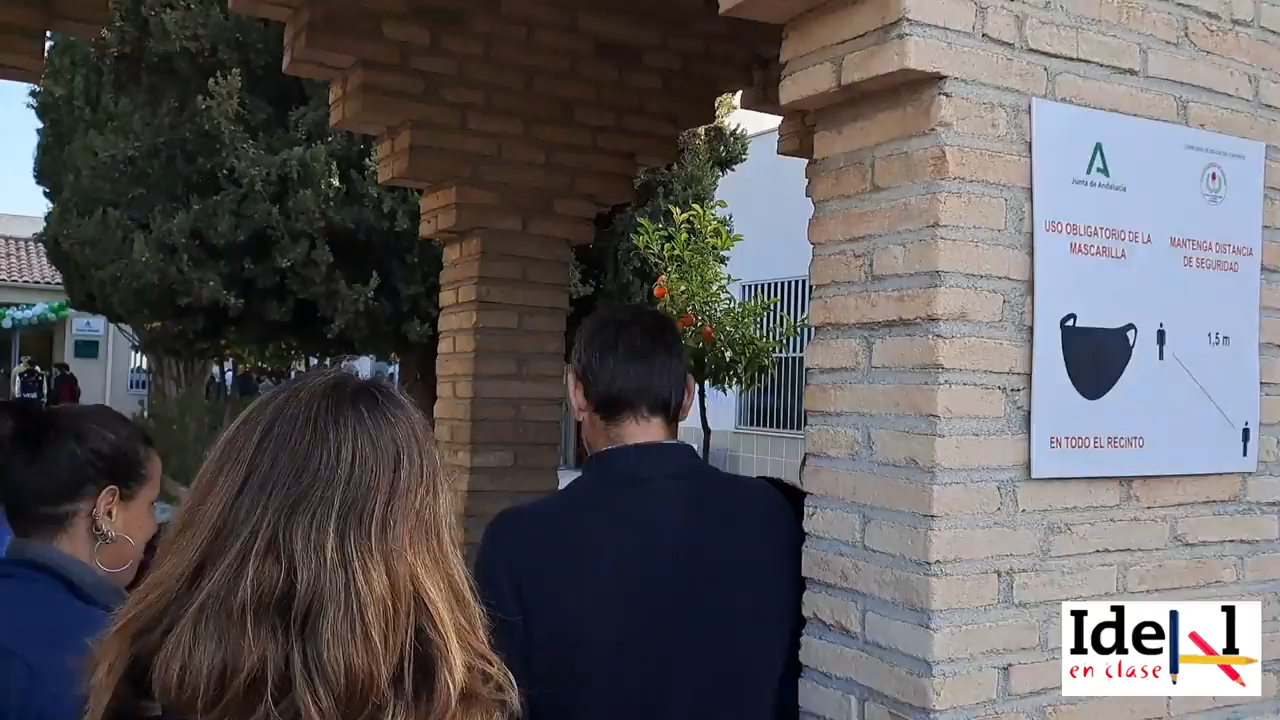 Junta de Andalucía
USO OBLIGATORIO DE LA
MASCARILLA
MANTENGA DISTANCIA
DE SEGURIDAD
1,5 m
EN TODO EL RECINTO
Ideal
en clase